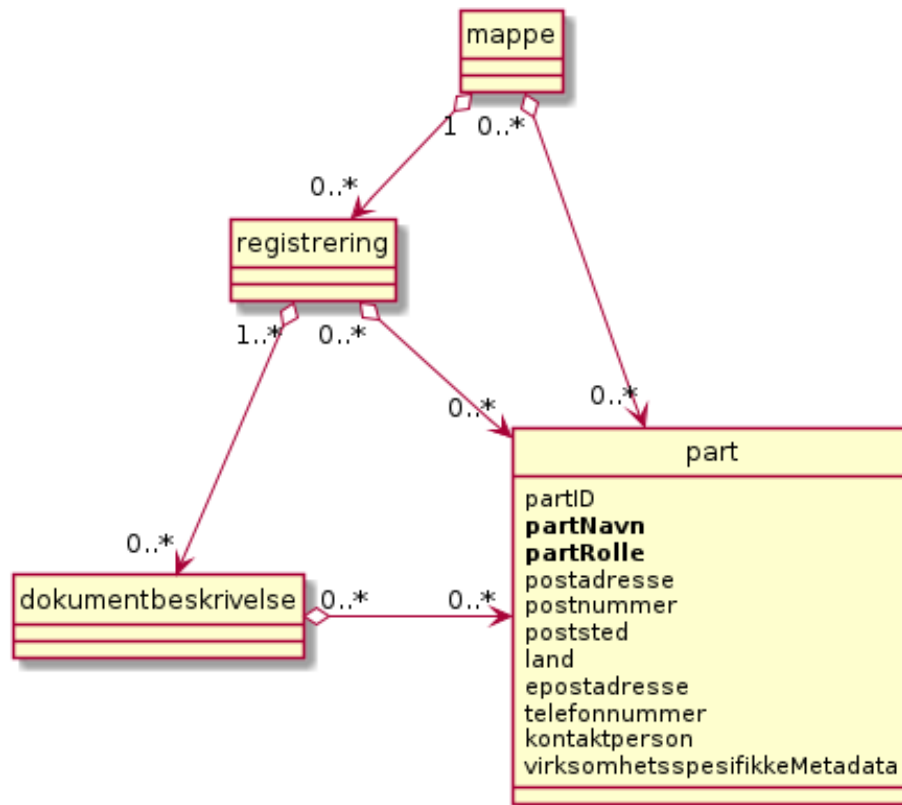 mappe
1
0..*
0..*
registrering
1..*
0..*
0..*
0..*
part
partID
partNavn
partRolle
postadresse
postnummer
poststed
land
epostadresse
telefonnummer
kontaktperson
virksomhetsspesifikkeMetadata
0..*
dokumentbeskrivelse
0..*
0..*